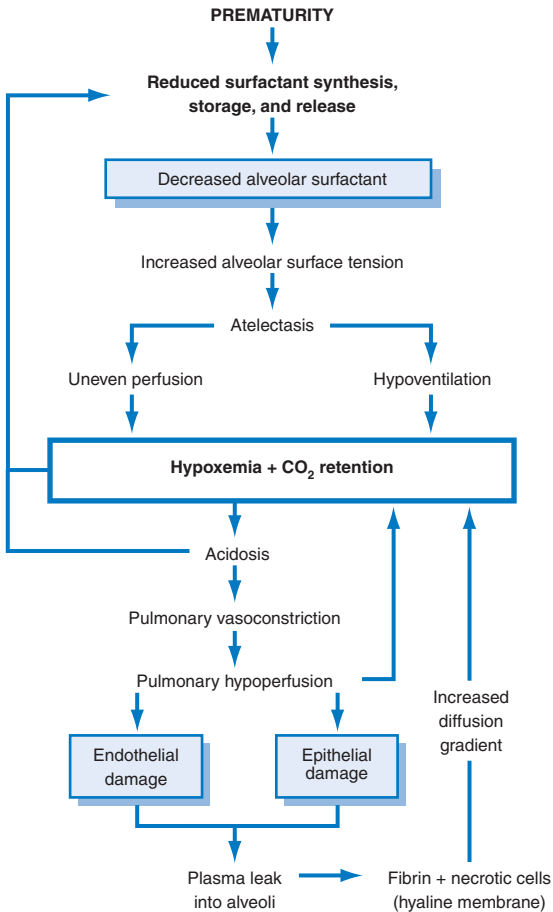 PREMATURITY
Reduced surfactant synthesis,
storage, and release
Decreased alveolar surfactant
Increased alveolar surface tension
Atelectasis
Uneven perfusion
Hypoventilation
Hypoxemia + CO₂ retention
Acidosis
Pulmonary vasoconstriction
Pulmonary hypoperfusion
Increased
diffusion
gradient
Endothelial
damage
Epithelial
damage
Plasma leak
into alveoli
Fibrin + necrotic cells
(hyaline membrane)